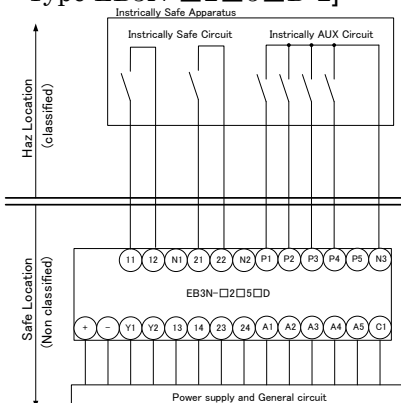 Type EB3N-□2□5□D-1]
Instrically Safe Apparatus
Instrically Safe Circuit
Instrically AUX Circuit
Haz Location
(classified)
11 12 N1 21 22 N2 P1 P2 P3 P4 P5 N3
EB3N-□2□5□D
+ - Y1 Y2 13 14 23 24 A1 A2 A3 A4 A5 C1
Safe Location
(Non classified)
Power supply and General circuit